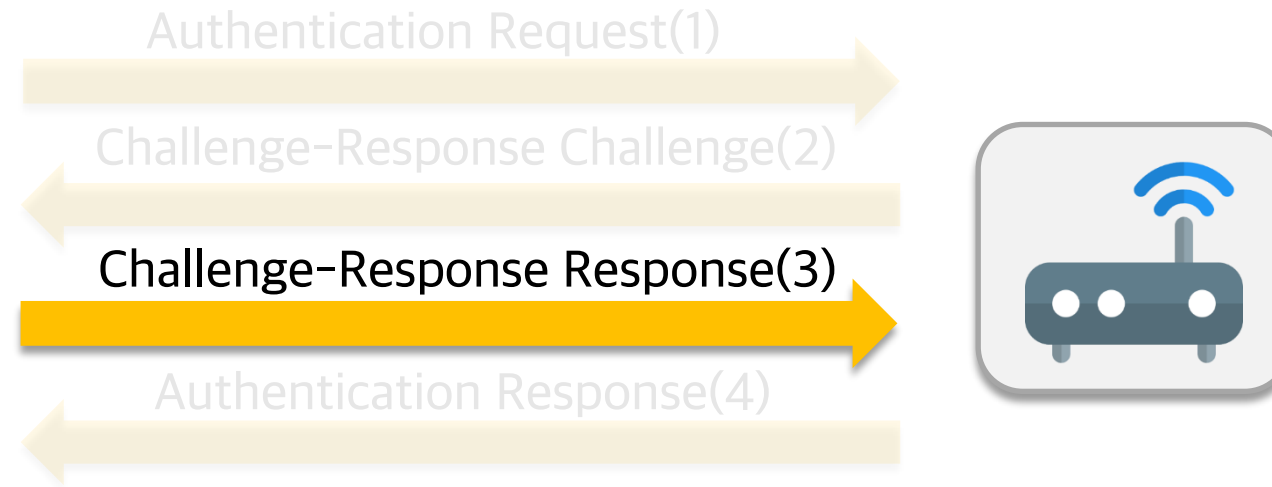 Authentication Request(1)
Challenge-Response Challenge(2)
Challenge-Response Response(3)
Authentication Response(4)